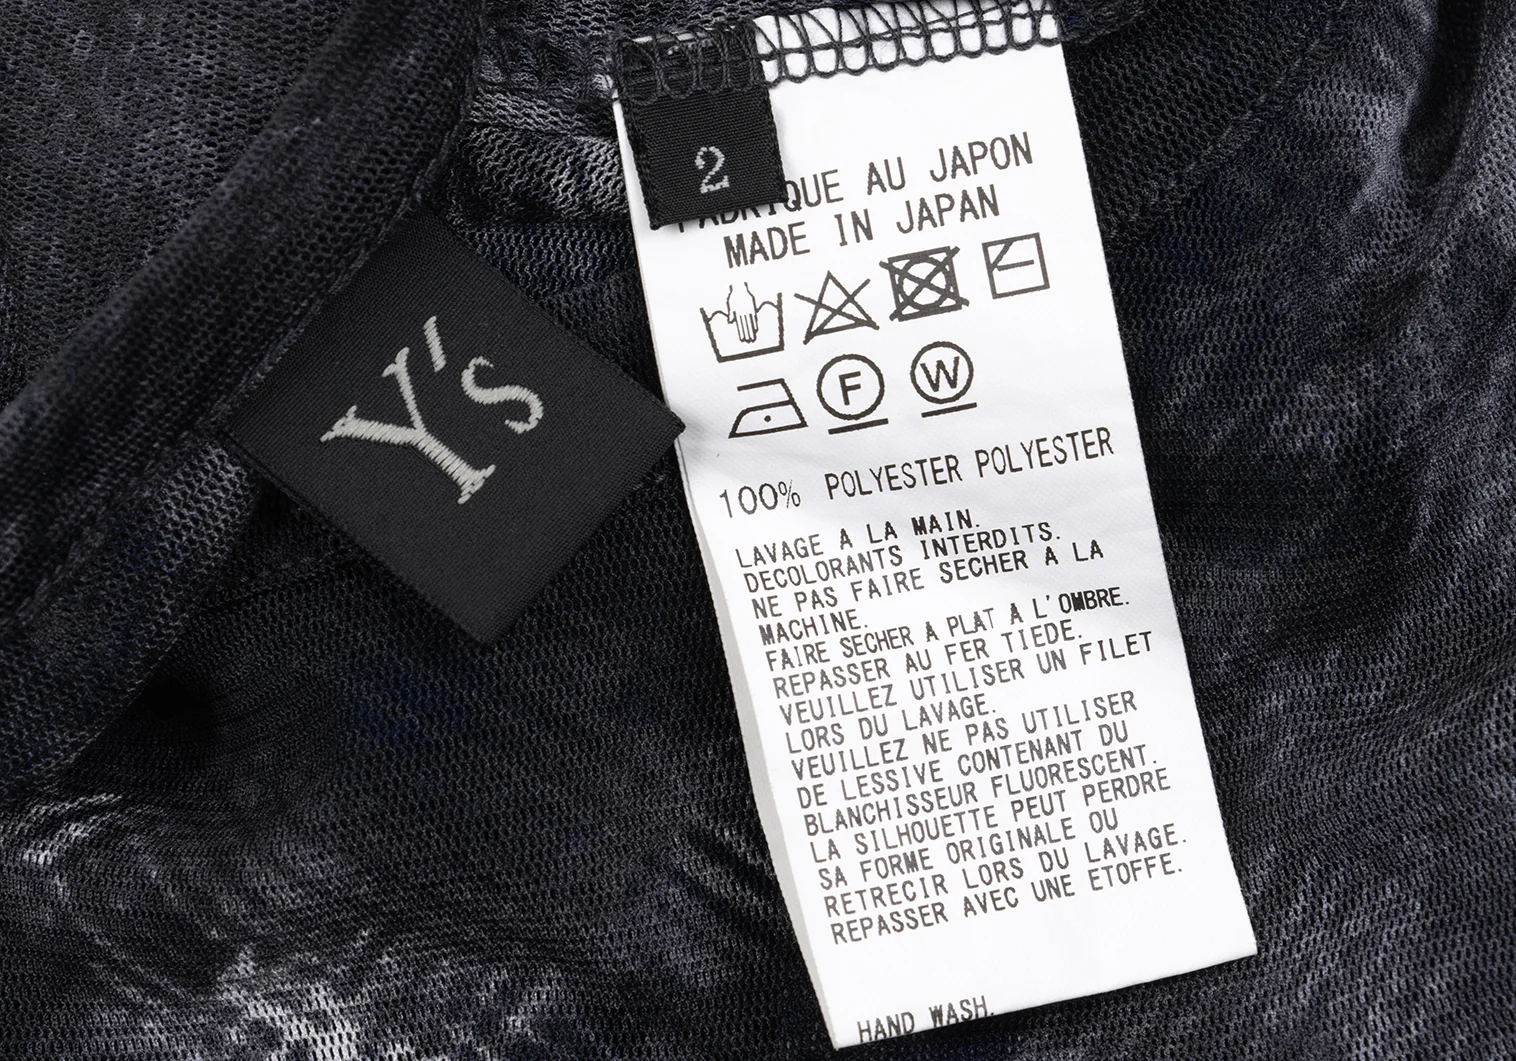 2
FABRIQUE AU JAPON
MADE IN JAPAN
F
W
Y's
100% POLYESTER POLYESTER
LAVAGE A LA MAIN.
DECOLORANTS INTERDITS.
NE PAS FAIRE SECHER A LA
MACHINE.
FAIRE SECHER A PLAT A L'OMBRE.
REPASSER AU FER TIEDE.
VEUILLEZ UTILISER UN FILET
LORS DU LAVAGE.
VEUILLEZ NE PAS UTILISER
DE LESSIVE CONTENANT DU
BLANCHISSEUR FLUORESCENT.
LA SILHOUETTE PEUT PERDRE
SA FORME ORIGINALE OU
RETRECIR LORS DU LAVAGE.
REPASSER AVEC UNE ETOFFE.
HAND WASH.